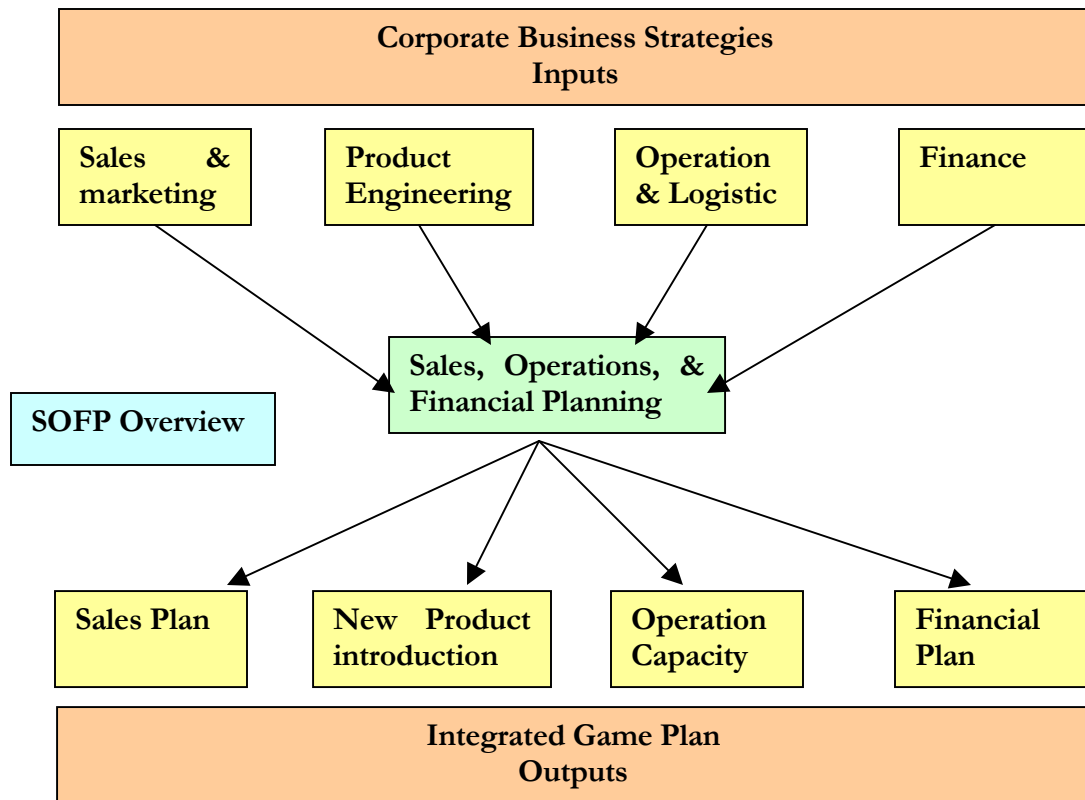 Corporate Business Strategies
Inputs
Sales &
marketing
Product
Engineering
Operation
& Logistic
Finance
Sales, Operations, &
Financial Planning
SOFP Overview
Sales Plan
New Product
introduction
Operation
Capacity
Financial
Plan
Integrated Game Plan
Outputs